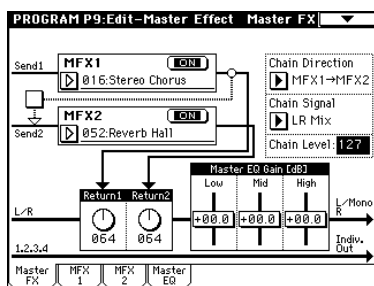 PROGRAM P9:Edit-Master Effect Master FX
Send1
MFX1 ON
016:Stereo Chorus
Send2
MFX2 ON
052:Reverb Hall
Chain Direction
MFX1→MFX2
Chain Signal
LR Mix
Chain Level: 127
Master EQ Gain [dB]
Low Mid High
+00.0 +00.0 +00.0
Return1 Return2
064 064
L/R
L/Mono
R
1.2.3.4
Indiv.
Out
Master FX
MFX 1
MFX 2
Master EQ